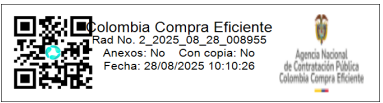 Colombia Compra Eficiente
Rad No. 2_2025_08_28_008955
Anexos: No Con copia: No
Fecha: 28/08/2025 10:10:26
Agencia Nacional
de Contratación Pública
Colombia Compra Eficiente